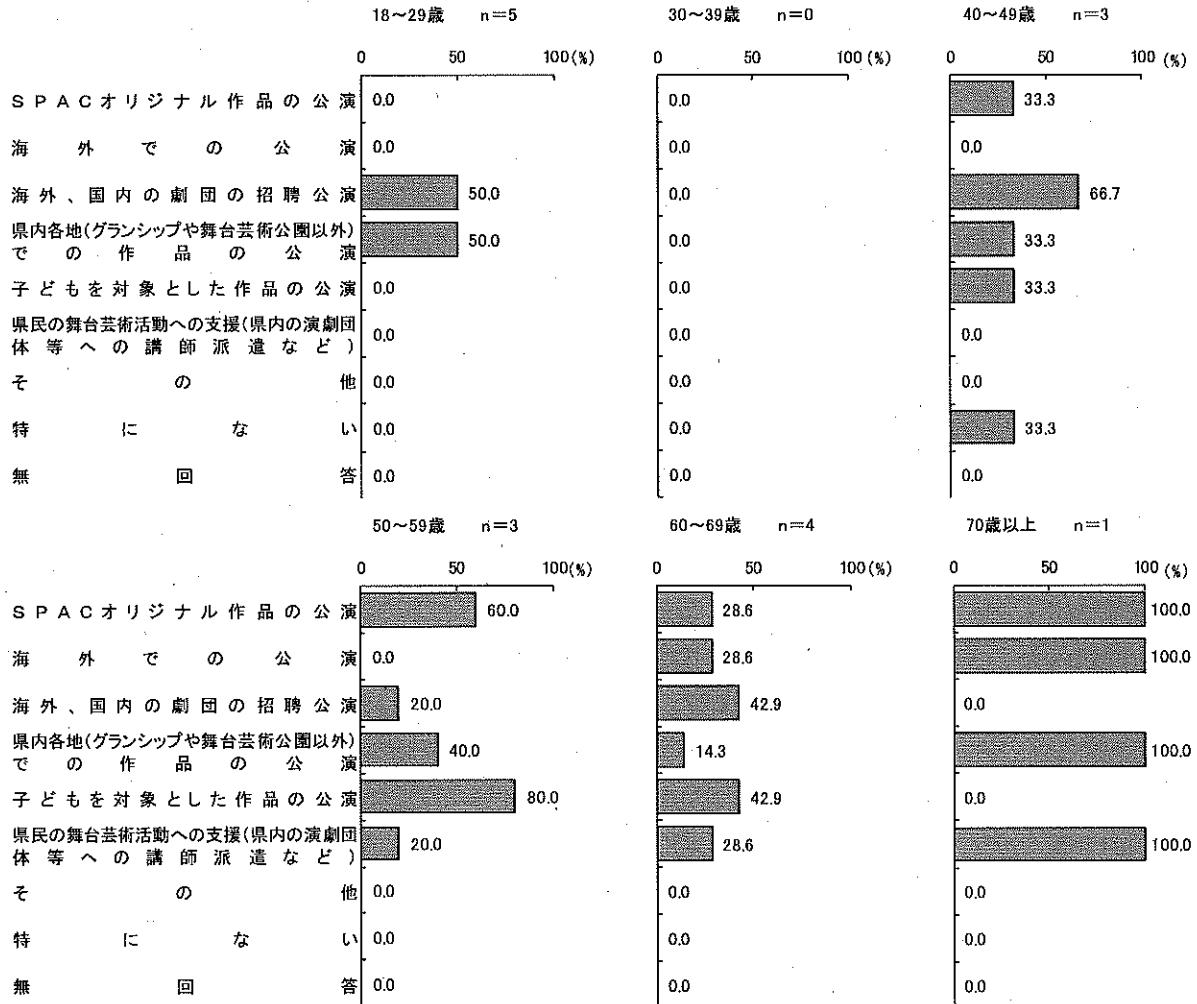 18～29歳 n=5
30～39歳 n=0
40～49歳 n=3
0 50 100(%)
0 50 100(%)
0 50 100 (%)
SPACオリジナル作品の公演 0.0 0.0 33.3
海外での公演 0.0 0.0 0.0
海外、国内の劇団の招聘公演 50.0 0.0 66.7
県内各地(グランシップや舞台芸術公園以外)
での作品の公演 50.0 0.0 33.3
子どもを対象とした作品の公演 0.0 0.0 33.3
県民の舞台芸術活動への支援(県内の演劇団
体等への講師派遣など) 0.0 0.0 0.0
その他 0.0 0.0 0.0
特にない 0.0 0.0 33.3
無回答 0.0 0.0 0.0
50～59歳 n=3
60～69歳 n=4
70歳以上 n=1
0 50 100(%)
0 50 100(%)
0 50 100 (%)
SPACオリジナル作品の公演 60.0 28.6 100.0
海外での公演 0.0 28.6 100.0
海外、国内の劇団の招聘公演 20.0 42.9 0.0
県内各地(グランシップや舞台芸術公園以外)
での作品の公演 40.0 14.3 100.0
子どもを対象とした作品の公演 80.0 42.9 0.0
県民の舞台芸術活動への支援(県内の演劇団
体等への講師派遣など) 20.0 28.6 100.0
その他 0.0 0.0 0.0
特にない 0.0 0.0 0.0
無回答 0.0 0.0 0.0